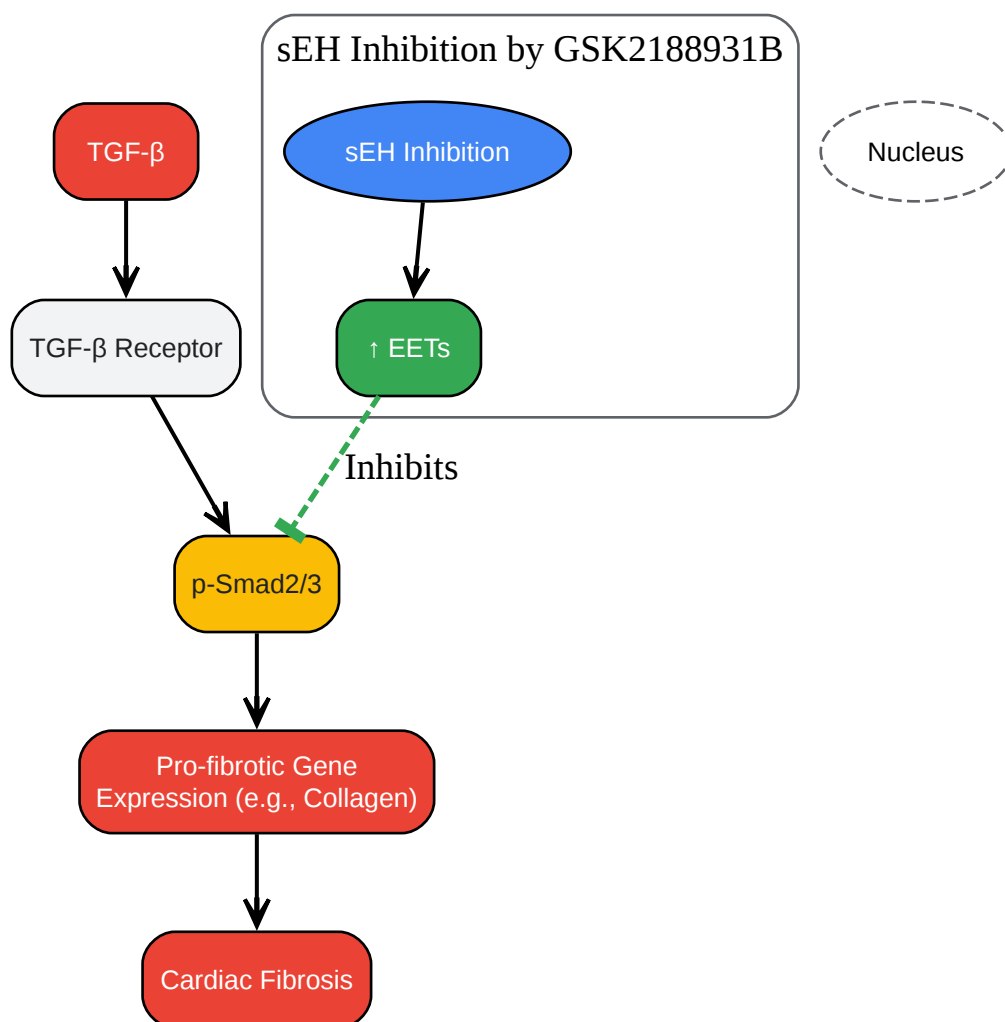 sEH Inhibition by GSK2188931B
TGF-β
sEH Inhibition
Nucleus
TGF-β Receptor
↑ EETs
Inhibits
p-Smad2/3
Pro-fibrotic Gene
Expression (e.g., Collagen)
Cardiac Fibrosis